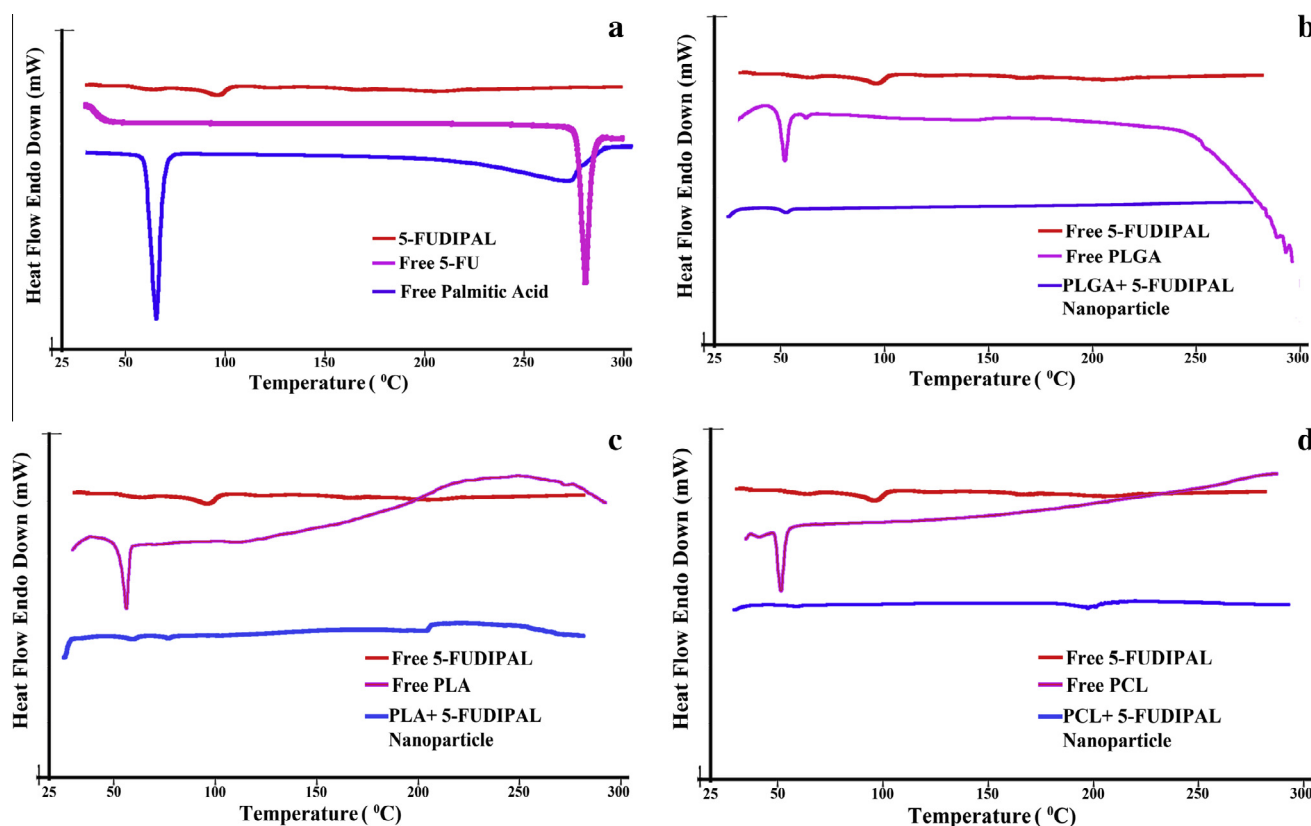 a
Heat Flow Endo Down (mW)
5-FUDIPAL
Free 5-FU
Free Palmitic Acid
25 50 100 150 200 250 300
Temperature ( ⁰C)
b
Heat Flow Endo Down (mW)
Free 5-FUDIPAL
Free PLGA
PLGA+ 5-FUDIPAL
Nanoparticle
25 50 100 150 200 250 300
Temperature ( ⁰C)
c
Heat Flow Endo Down (mW)
Free 5-FUDIPAL
Free PLA
PLA+ 5-FUDIPAL
Nanoparticle
25 50 100 150 200 250 300
Temperature ( ⁰C)
d
Heat Flow Endo Down (mW)
Free 5-FUDIPAL
Free PCL
PCL+ 5-FUDIPAL
Nanoparticle
25 50 100 150 200 250 300
Temperature ( ⁰C)